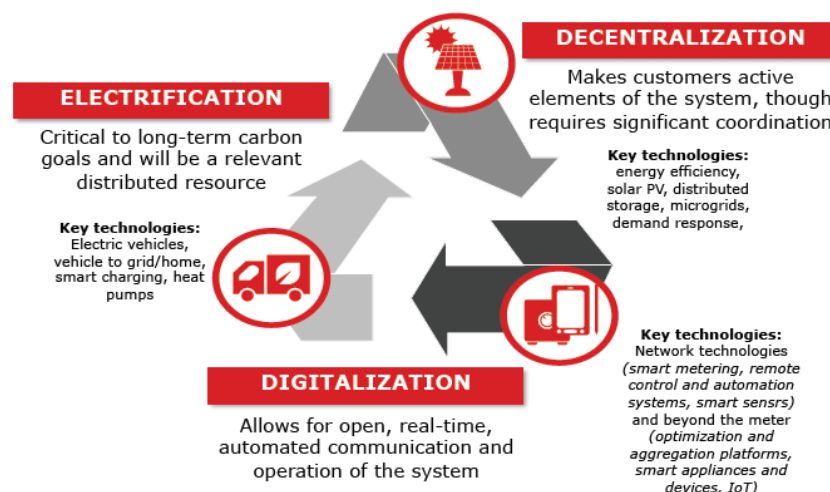 DECENTRALIZATION
Makes customers active
elements of the system, though
requires significant coordination
Key technologies:
energy efficiency,
solar PV, distributed
storage, microgrids,
demand response,
ELECTRIFICATION
Critical to long-term carbon
goals and will be a relevant
distributed resource
Key technologies:
Electric vehicles,
vehicle to grid/home,
smart charging, heat
pumps
DIGITALIZATION
Allows for open, real-time,
automated communication and
operation of the system
Key technologies:
Network technologies
(smart metering, remote
control and automation
systems, smart sensrs)
and beyond the meter
(optimization and
aggregation platforms,
smart appliances and
devices, IoT)